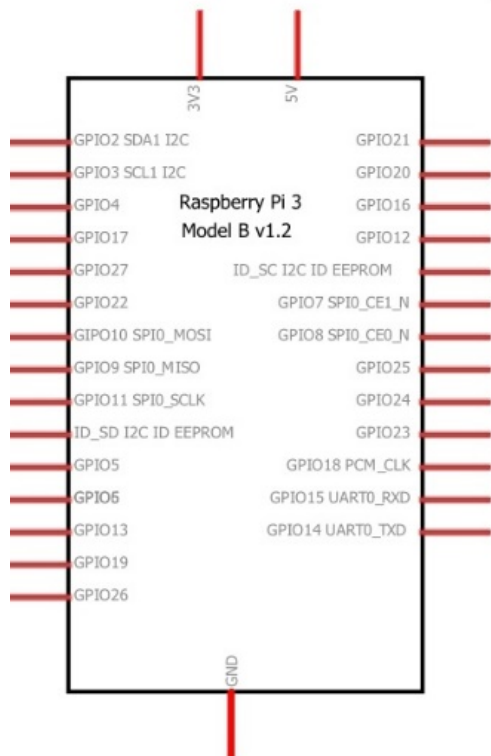 3V3
5V
GPIO2 SDA1 I2C
GPIO3 SCL1 I2C
GPIO4
GPIO17
GPIO27
GPIO22
GIPO10 SPI0_MOSI
GPIO9 SPI0_MISO
GPIO11 SPI0_SCLK
ID_SD I2C ID EEPROM
GPIO5
GPIO6
GPIO13
GPIO19
GPIO26
Raspberry Pi 3
Model B v1.2
GPIO21
GPIO20
GPIO16
GPIO12
ID_SC I2C ID EEPROM
GPIO7 SPI0_CE1_N
GPIO8 SPI0_CE0_N
GPIO25
GPIO24
GPIO23
GPIO18 PCM_CLK
GPIO15 UART0_RXD
GPIO14 UART0_TXD
GND